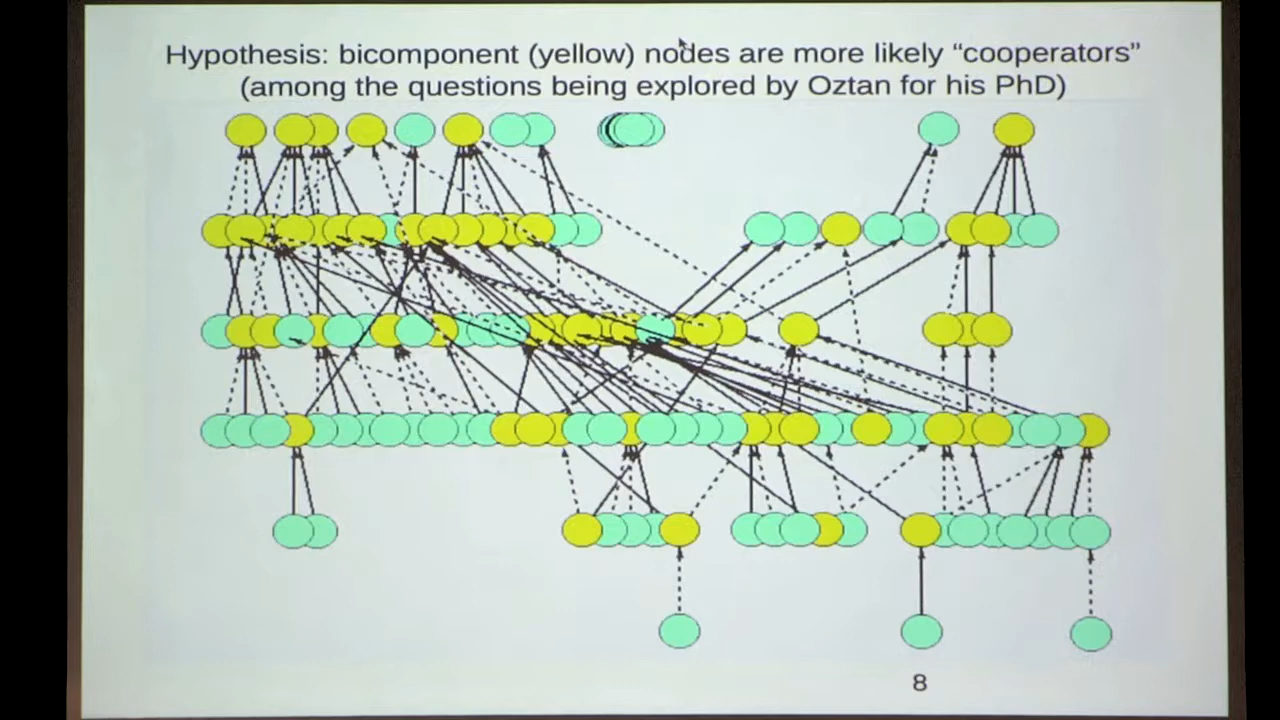 Hypothesis: bicomponent (yellow) nodes are more likely “cooperators”
(among the questions being explored by Oztan for his PhD)
8